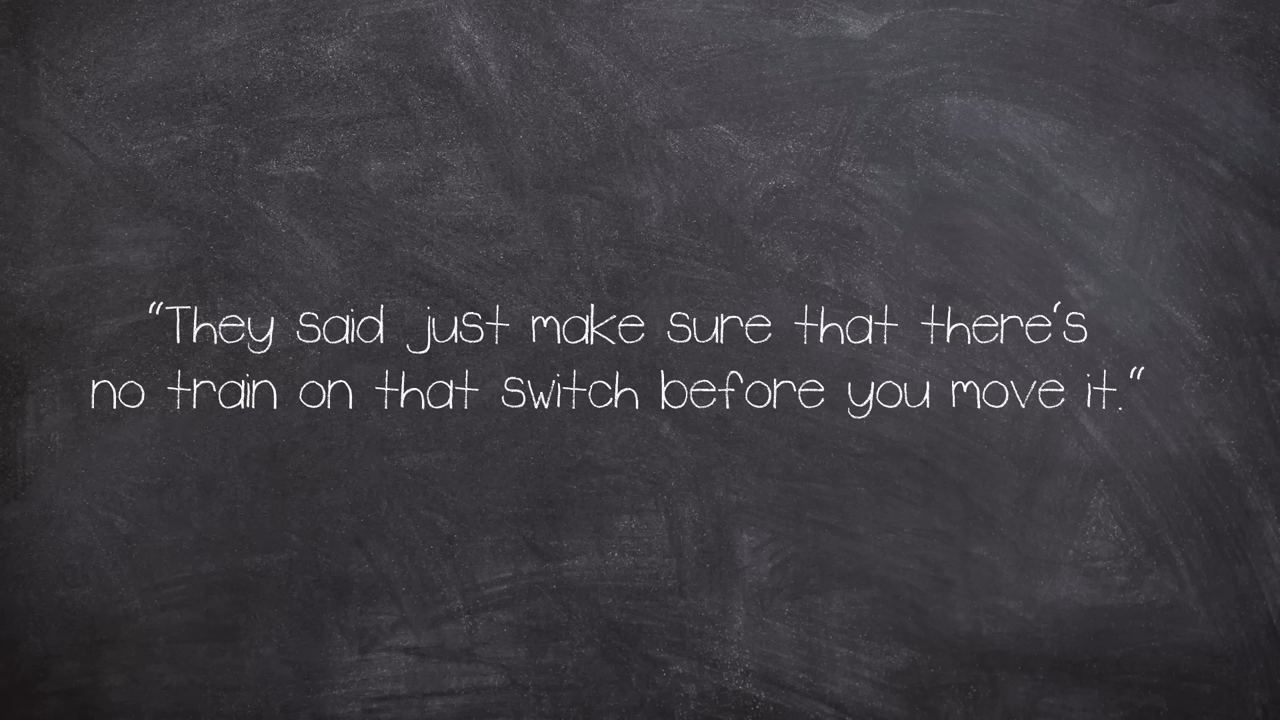 “They said just make sure that there's
no train on that switch before you move it.“